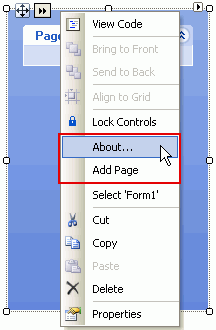 Page
View Code
Bring to Front
Send to Back
Align to Grid
Lock Controls
About...
Add Page
Select 'Form1'
Cut
Copy
Paste
Delete
Properties